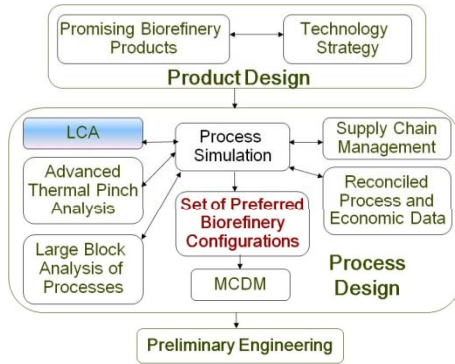 Promising Biorefinery
Products
Technology
Strategy
Product Design
LCA
Process
Simulation
Supply Chain
Management
Advanced
Thermal Pinch
Analysis
Reconciled
Process and
Economic Data
Set of Preferred
Biorefinery
Configurations
Large Block
Analysis of
Processes
MCDM
Process
Design
Preliminary Engineering